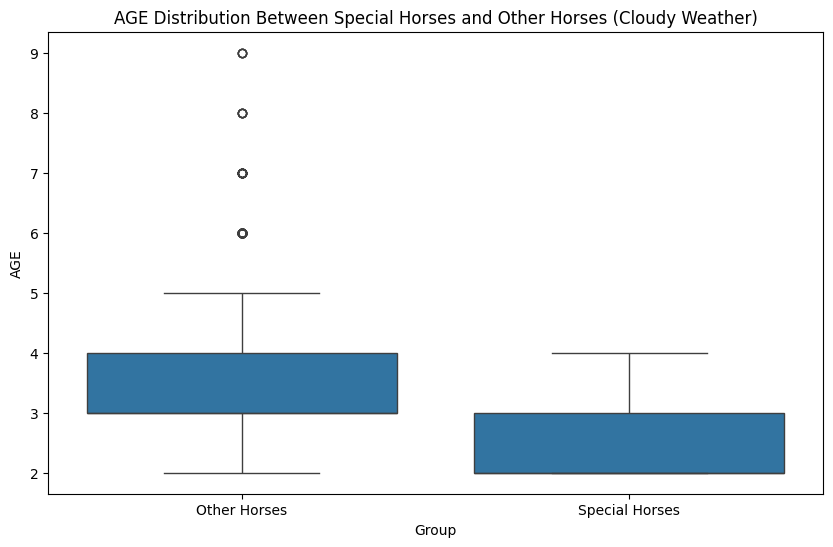 AGE Distribution Between Special Horses and Other Horses (Cloudy Weather)
AGE
9
8
7
6
5
4
3
2
Other Horses
Special Horses
Group